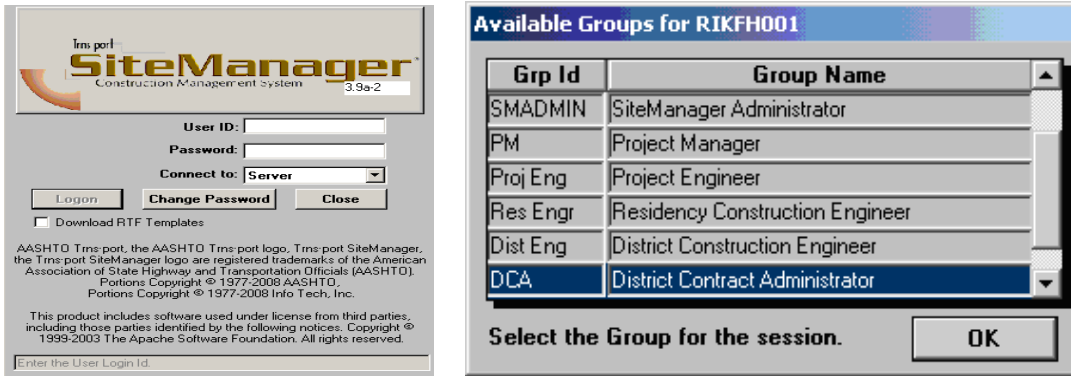 Trns·port
SiteManager
Construction Management System
3.9a-2
User ID:
Password:
Connect to: Server
Logon Change Password Close
Download RTF Templates
AASHTO Trns·port, the AASHTO Trns·port logo, Trns·port SiteManager,
the Trns·port SiteManager logo are registered trademarks of the American
Association of State Highway and Transportation Officials (AASHTO).
Portions Copyright © 1977-2008 AASHTO,
Portions Copyright © 1977-2008 Info Tech, Inc.
This product includes software used under license from third parties,
including those parties identified by the following notices. Copyright ©
1999-2003 The Apache Software Foundation. All rights reserved.
Enter the User Login Id.
Available Groups for RIKFH001
Grp Id Group Name
SMADMIN SiteManager Administrator
PM Project Manager
Proj Eng Project Engineer
Res Engr Residency Construction Engineer
Dist Eng District Construction Engineer
DCA District Contract Administrator
Select the Group for the session. OK